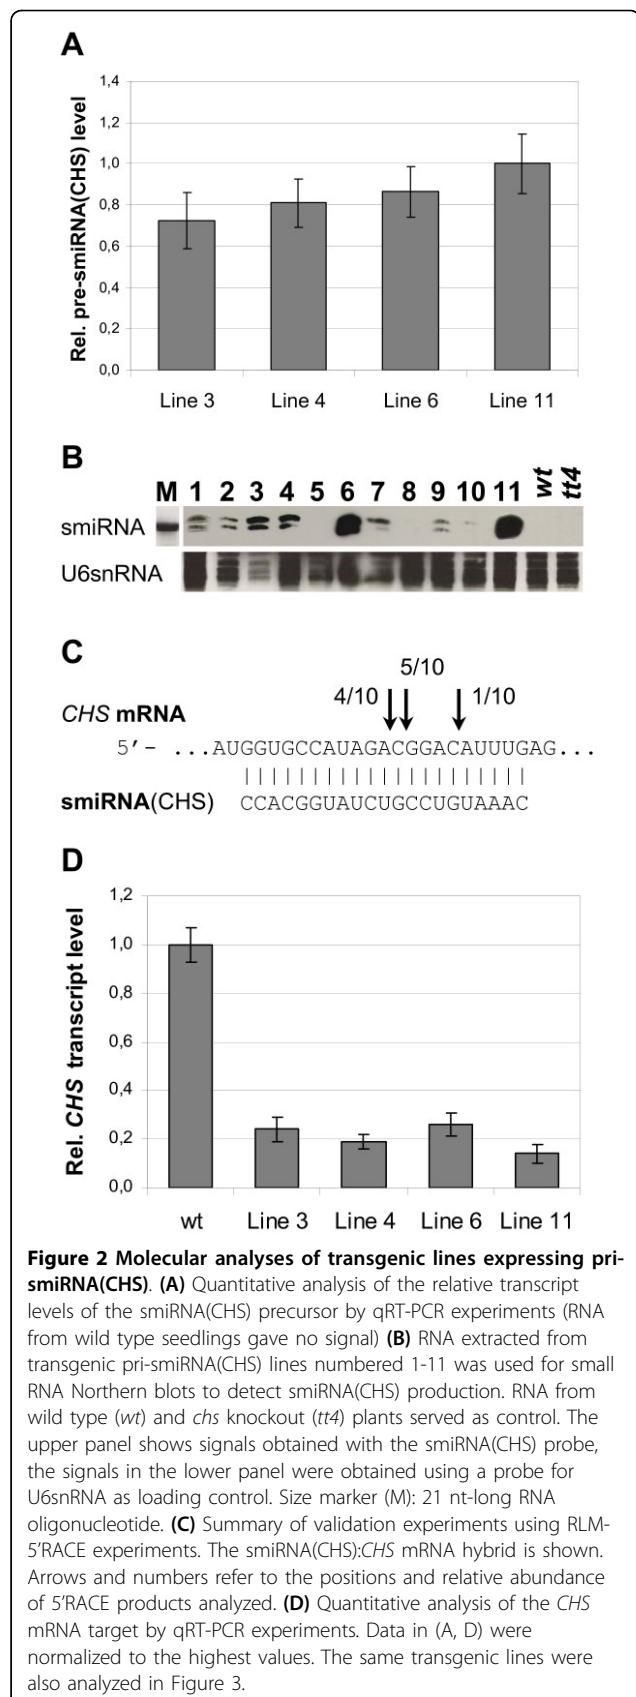 A
Rel. pre-smiRNA(CHS) level
1,4
1,2
1,0
0,8
0,6
0,4
0,2
0,0
Line 3 Line 4 Line 6 Line 11
B
M 1 2 3 4 5 6 7 8 9 10 11 wt tt4
smiRNA
U6snRNA
C
5/10
4/10 1/10
CHS mRNA
5'- ...AUGGUGCCAUAGACGGACAUUUGAG...
smiRNA(CHS) CCACGGUAUCUGCCUGUAAAC
D
Rel. CHS transcript level
1,2
1,0
0,8
0,6
0,4
0,2
0,0
wt Line 3 Line 4 Line 6 Line 11
Figure 2 Molecular analyses of transgenic lines expressing pri-
smiRNA(CHS). (A) Quantitative analysis of the relative transcript
levels of the smiRNA(CHS) precursor by qRT-PCR experiments (RNA
from wild type seedlings gave no signal) (B) RNA extracted from
transgenic pri-smiRNA(CHS) lines numbered 1-11 was used for small
RNA Northern blots to detect smiRNA(CHS) production. RNA from
wild type (wt) and chs knockout (tt4) plants served as control. The
upper panel shows signals obtained with the smiRNA(CHS) probe,
the signals in the lower panel were obtained using a probe for
U6snRNA as loading control. Size marker (M): 21 nt-long RNA
oligonucleotide. (C) Summary of validation experiments using RLM-
5'RACE experiments. The smiRNA(CHS):CHS mRNA hybrid is shown.
Arrows and numbers refer to the positions and relative abundance
of 5'RACE products analyzed. (D) Quantitative analysis of the CHS
mRNA target by qRT-PCR experiments. Data in (A, D) were
normalized to the highest values. The same transgenic lines were
also analyzed in Figure 3.